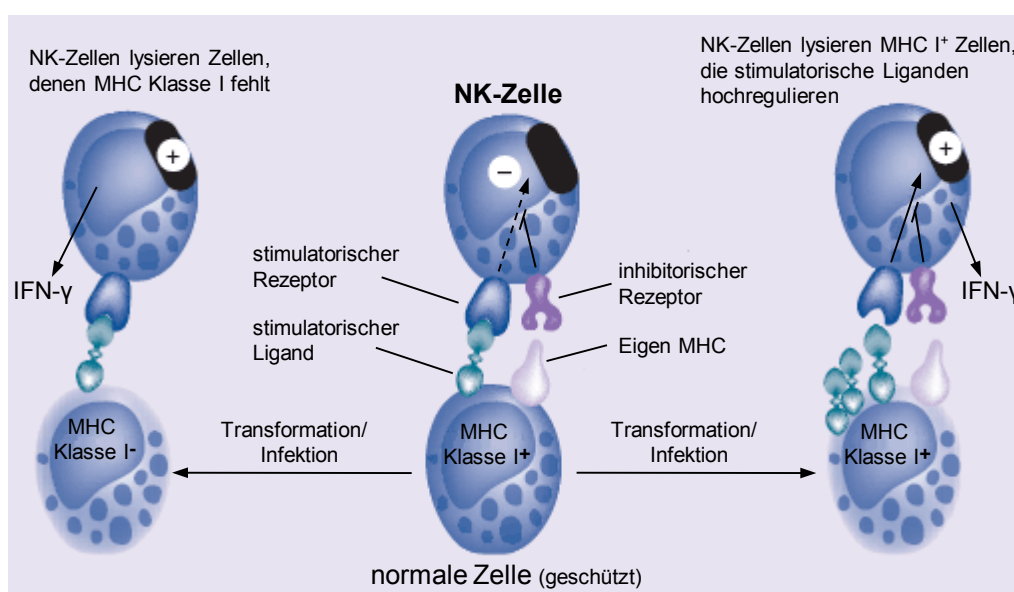 NK-Zellen lysieren Zellen,
denen MHC Klasse I fehlt
NK-Zelle
NK-Zellen lysieren MHC I⁺ Zellen,
die stimulatorische Liganden
hochregulieren
+
−
+
IFN-γ
stimulatorischer
Rezeptor
inhibitorischer
Rezeptor
IFN-γ
stimulatorischer
Ligand
Eigen MHC
MHC
Klasse I-
Transformation/
Infektion
MHC
Klasse I+
Transformation/
Infektion
MHC
Klasse I+
normale Zelle (geschützt)